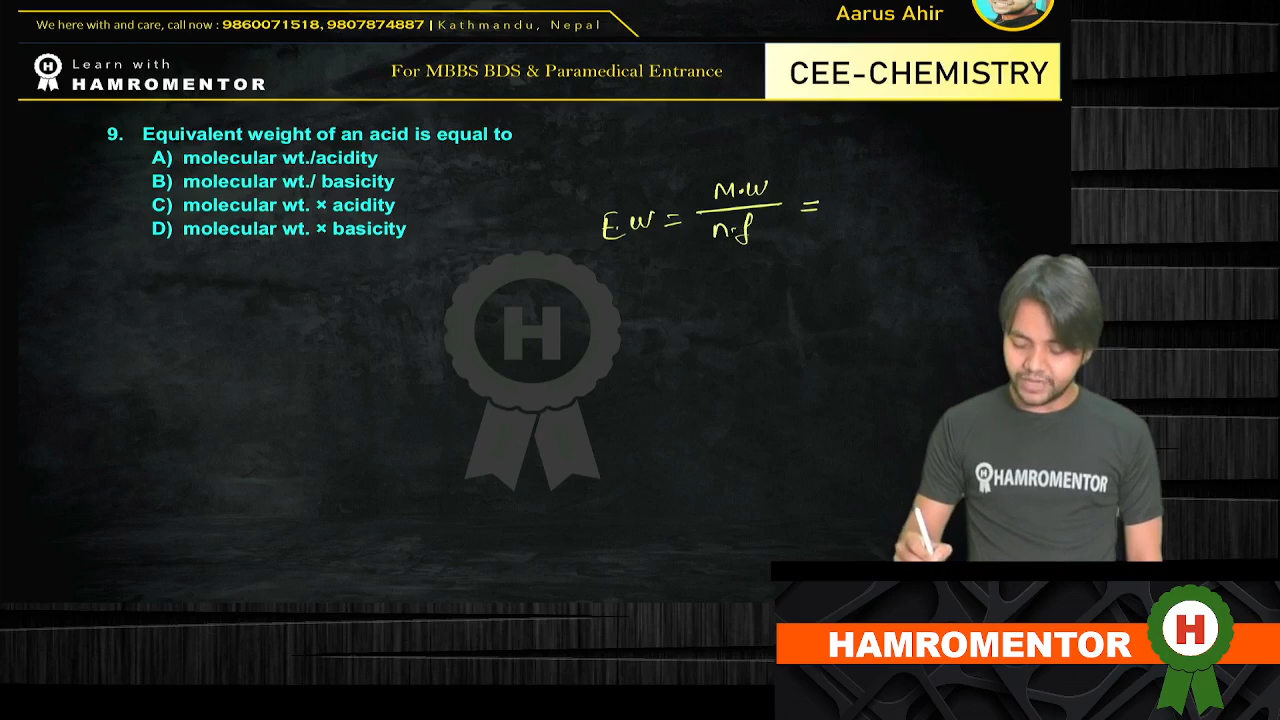 We here with and care, call now : 9860071518, 9807874887 | Kathmandu, Nepal
Aarus Ahir
H Learn with
HAMROMENTOR
For MBBS BDS & Paramedical Entrance
CEE-CHEMISTRY
9. Equivalent weight of an acid is equal to
A) molecular wt./acidity
B) molecular wt./ basicity
C) molecular wt. × acidity
D) molecular wt. × basicity
E.W = M.W / n.f =
H
HAMROMENTOR
HAMROMENTOR H